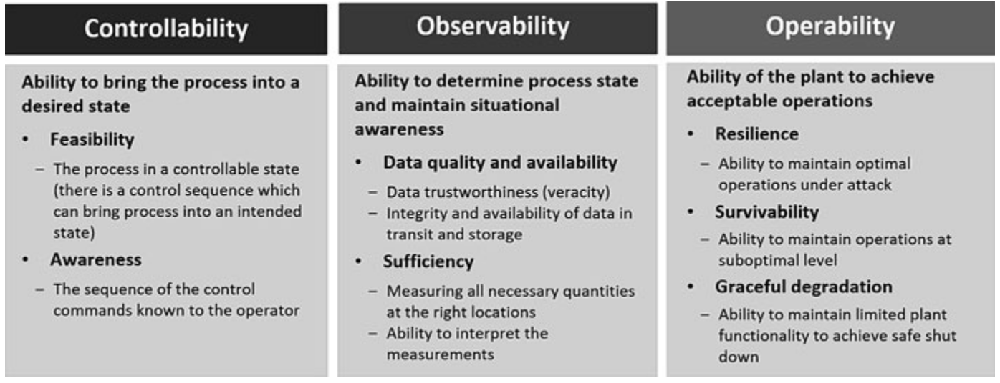 Controllability
Ability to bring the process into a
desired state
• Feasibility
– The process in a controllable state
(there is a control sequence which
can bring process into an intended
state)
• Awareness
– The sequence of the control
commands known to the operator
Observability
Ability to determine process state
and maintain situational
awareness
• Data quality and availability
– Data trustworthiness (veracity)
– Integrity and availability of data in
transit and storage
• Sufficiency
– Measuring all necessary quantities
at the right locations
– Ability to interpret the
measurements
Operability
Ability of the plant to achieve
acceptable operations
• Resilience
– Ability to maintain optimal
operations under attack
• Survivability
– Ability to maintain operations at
suboptimal level
• Graceful degradation
– Ability to maintain limited plant
functionality to achieve safe shut
down